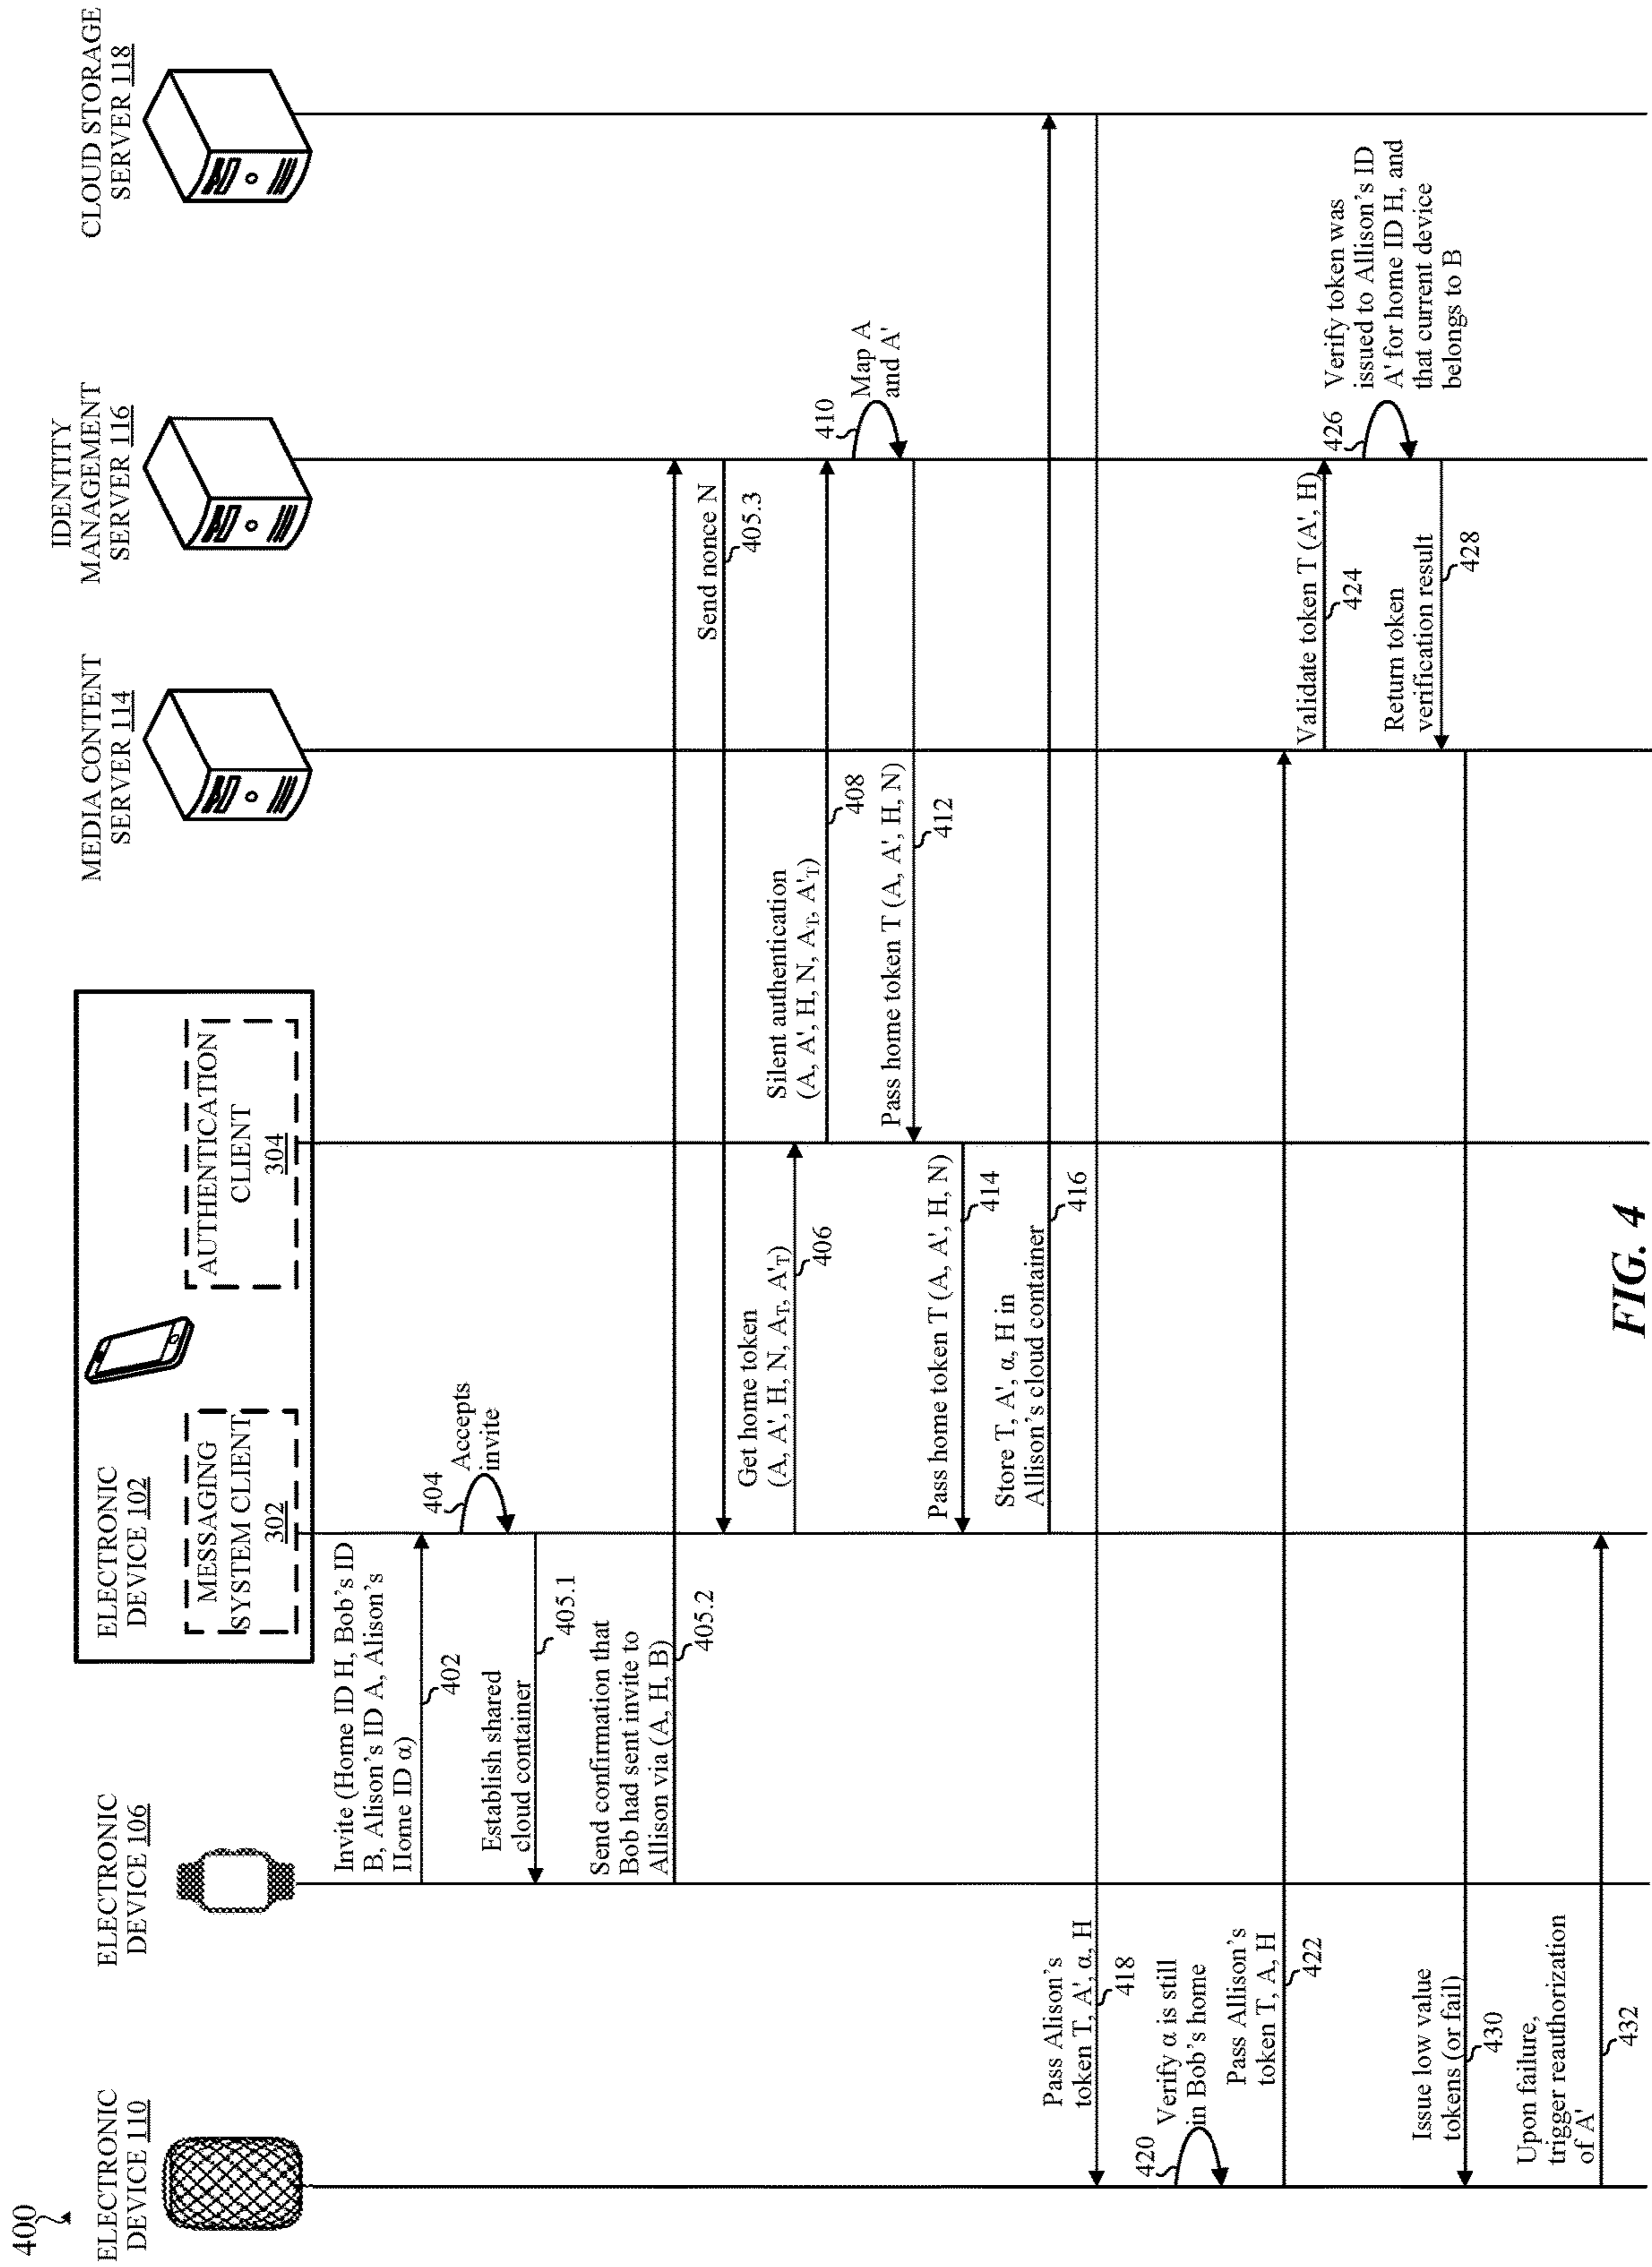 400
ELECTRONIC
DEVICE 110
ELECTRONIC
DEVICE 106
ELECTRONIC
DEVICE 102
MESSAGING
SYSTEM CLIENT
302
AUTHENTICATION
CLIENT
304
MEDIA CONTENT
SERVER 114
IDENTITY
MANAGEMENT
SERVER 116
CLOUD STORAGE
SERVER 118
Invite (Home ID H, Bob's ID
B, Alison's ID A, Alison's
Home ID α)
402
404
Accepts
invite
Establish shared
cloud container
405.1
Send confirmation that
Bob had sent invite to
Allison via (A, H, B)
405.2
Send nonce N
405.3
Get home token
(A, A', H, N, A_T, A'_T)
406
Silent authentication
(A, A', H, N, A_T, A'_T)
408
410
Map A
and A'
Pass home token T (A, A', H, N)
412
Pass home token T (A, A', H, N)
414
Store T, A', α, H in
Allison's cloud container
416
Pass Alison's
token T, A', α, H
418
420
Verify α is still
in Bob's home
Pass Allison's
token T, A, H
422
Validate token T (A', H)
424
426
Verify token was
issued to Allison's ID
A' for home ID H, and
that current device
belongs to B
Return token
verification result
428
Issue low value
tokens (or fail)
430
Upon failure,
trigger reauthorization
of A'
432
FIG. 4